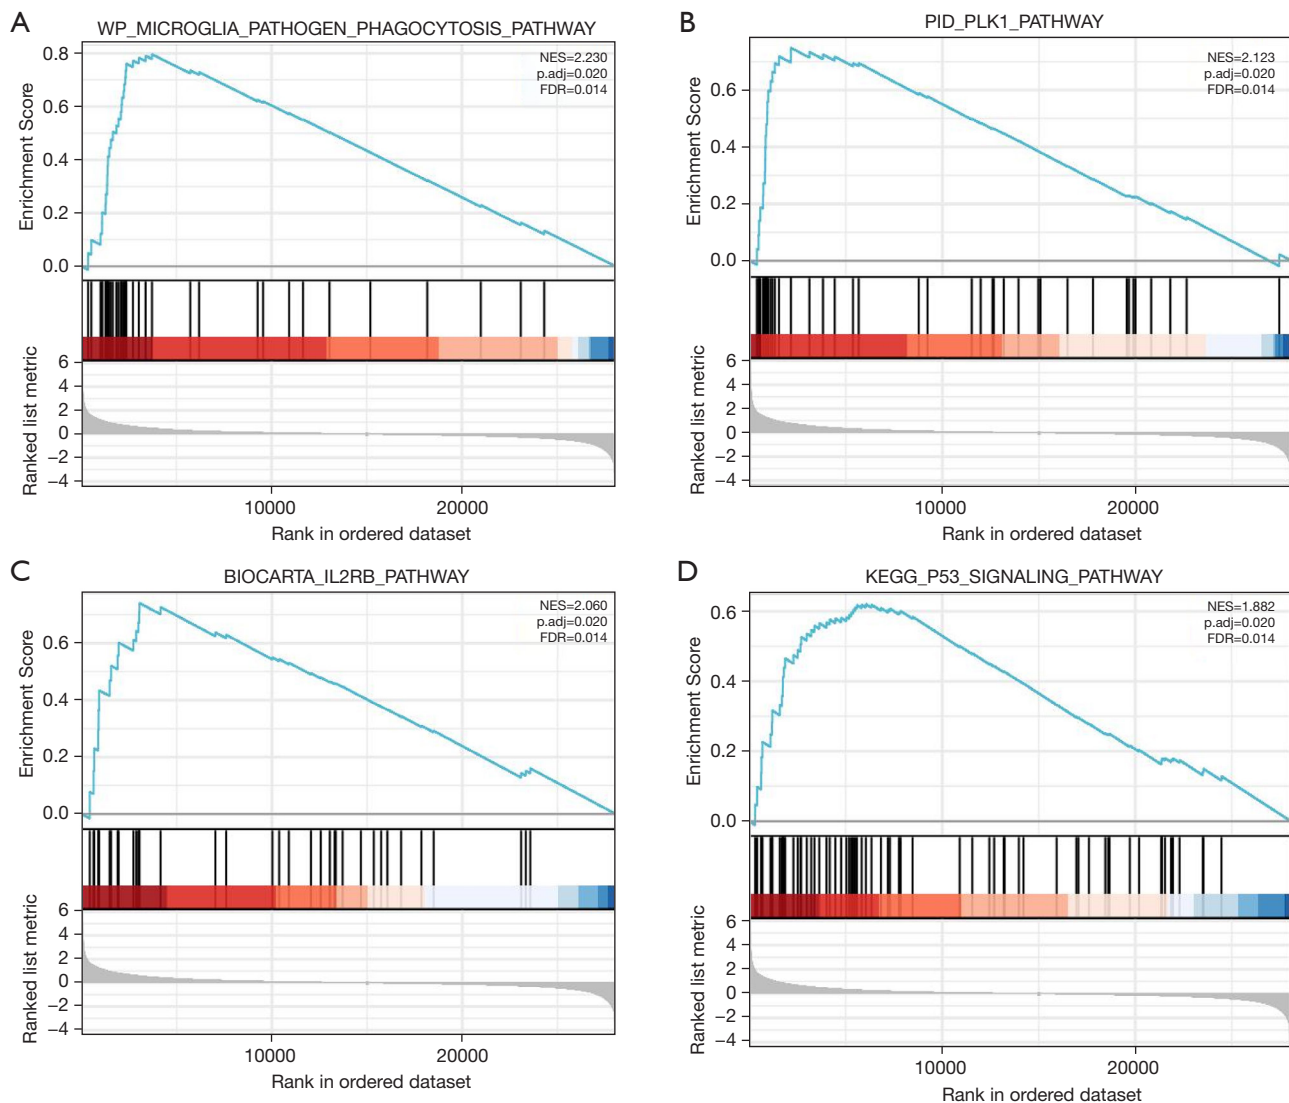 A
WP_MICROGLIA_PATHOGEN_PHAGOCYTOSIS_PATHWAY
NES=2.230
p.adj=0.020
FDR=0.014
Enrichment Score
0.8
0.6
0.4
0.2
0.0
Ranked list metric
6
4
2
0
−2
−4
10000
20000
Rank in ordered dataset
B
PID_PLK1_PATHWAY
NES=2.123
p.adj=0.020
FDR=0.014
Enrichment Score
0.6
0.4
0.2
0.0
Ranked list metric
6
4
2
0
−2
−4
10000
20000
Rank in ordered dataset
C
BIOCARTA_IL2RB_PATHWAY
NES=2.060
p.adj=0.020
FDR=0.014
Enrichment Score
0.6
0.4
0.2
0.0
Ranked list metric
6
4
2
0
−2
−4
10000
20000
Rank in ordered dataset
D
KEGG_P53_SIGNALING_PATHWAY
NES=1.882
p.adj=0.020
FDR=0.014
Enrichment Score
0.6
0.4
0.2
0.0
Ranked list metric
6
4
2
0
−2
−4
10000
20000
Rank in ordered dataset